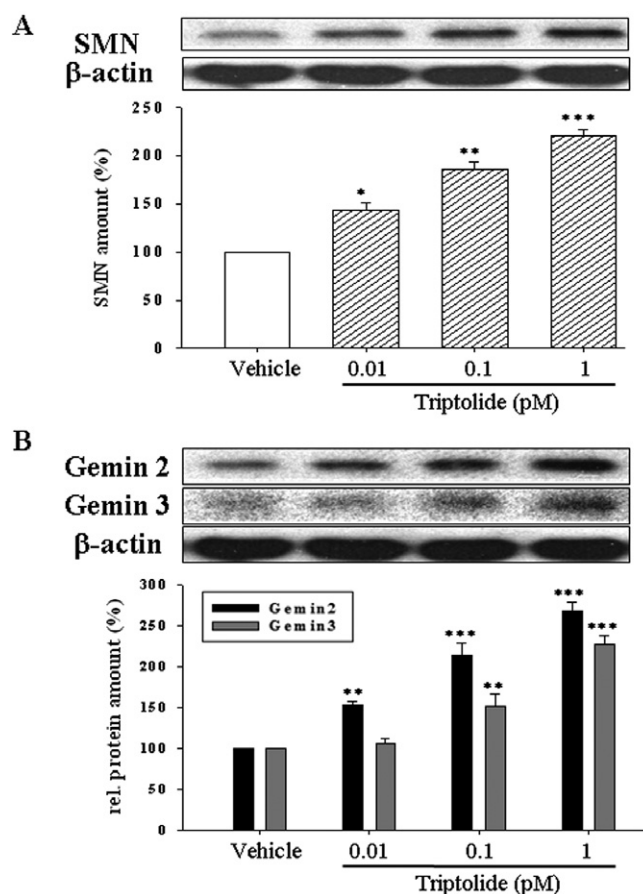 A
SMN
β-actin
SMN amount (%)
250
200
150
100
50
0
*
**
***
Vehicle
0.01
0.1
1
Triptolide (pM)
B
Gemin 2
Gemin 3
β-actin
rel. protein amount (%)
300
250
200
150
100
50
0
Gemin2
Gemin3
**
***
**
***
***
Vehicle
0.01
0.1
1
Triptolide (pM)